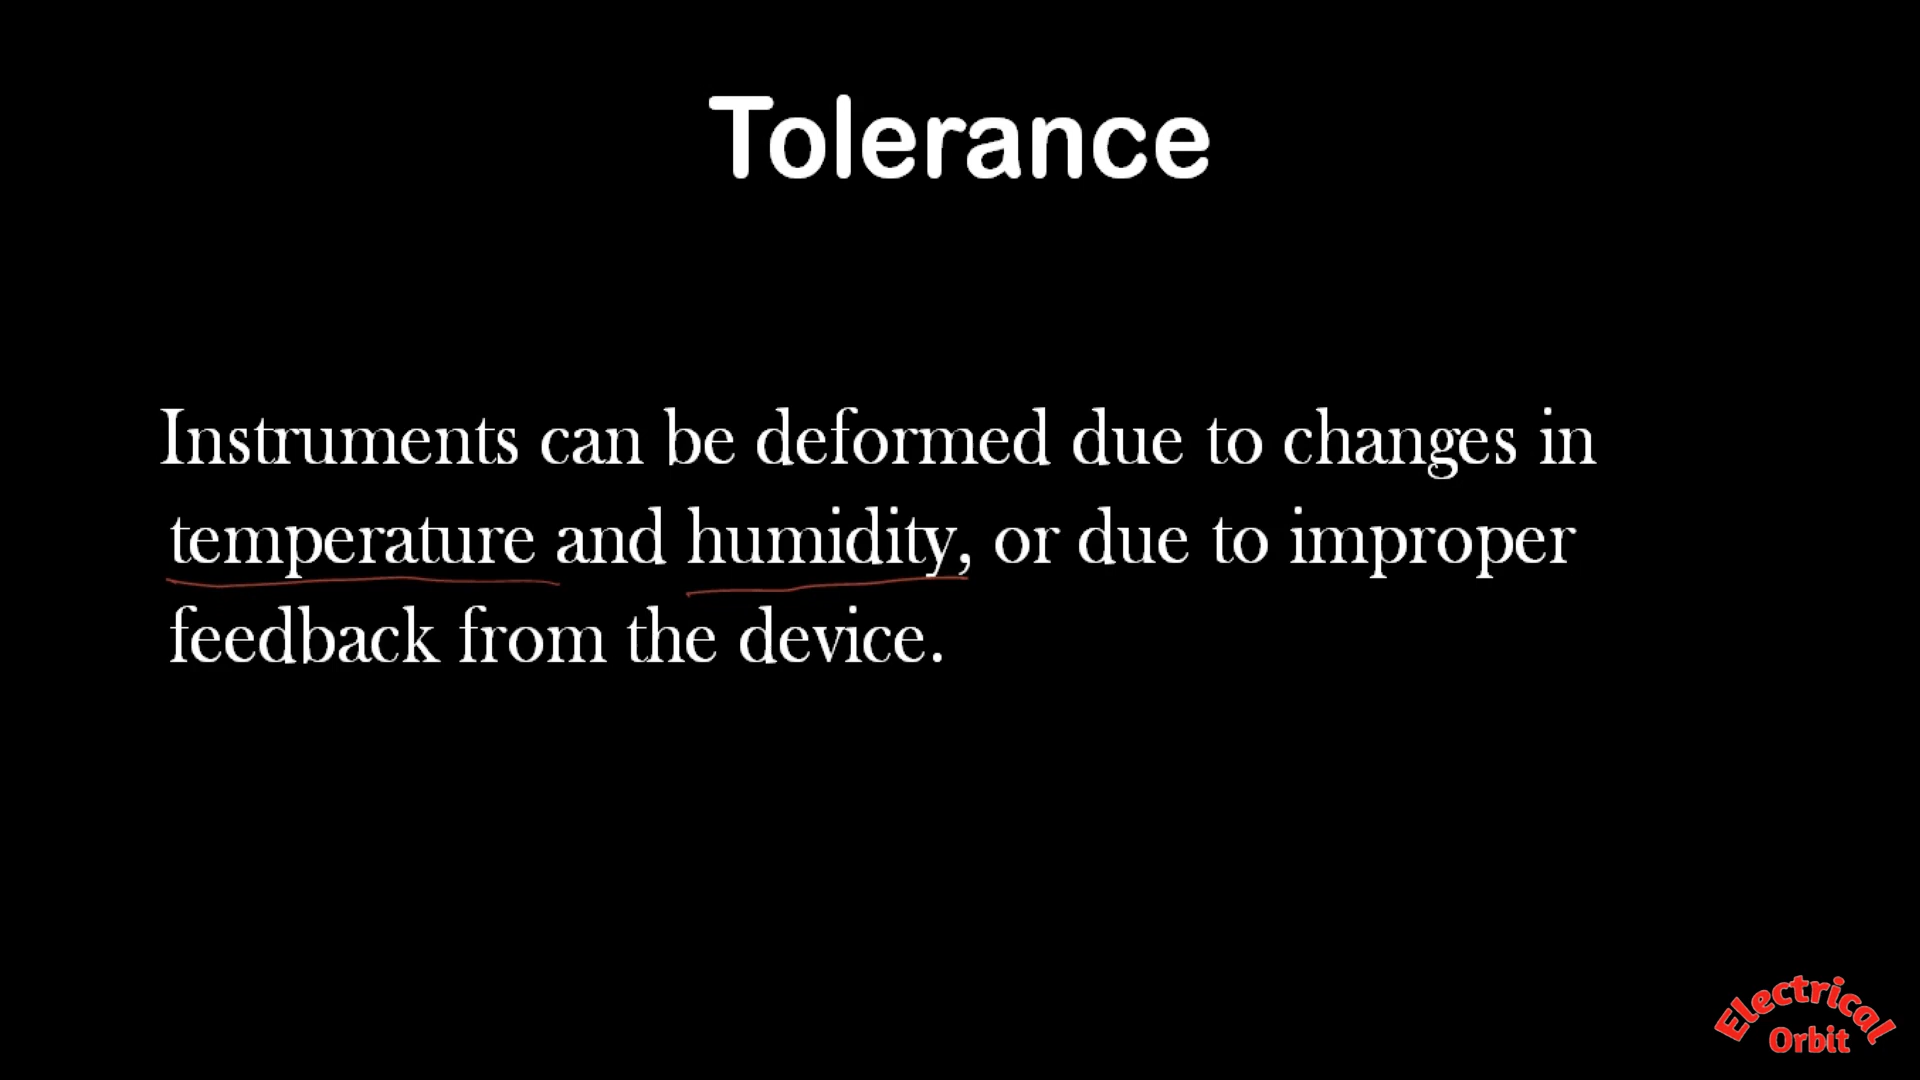 Tolerance
Instruments can be deformed due to changes in
temperature and humidity, or due to improper
feedback from the device.
Electrical
Orbit